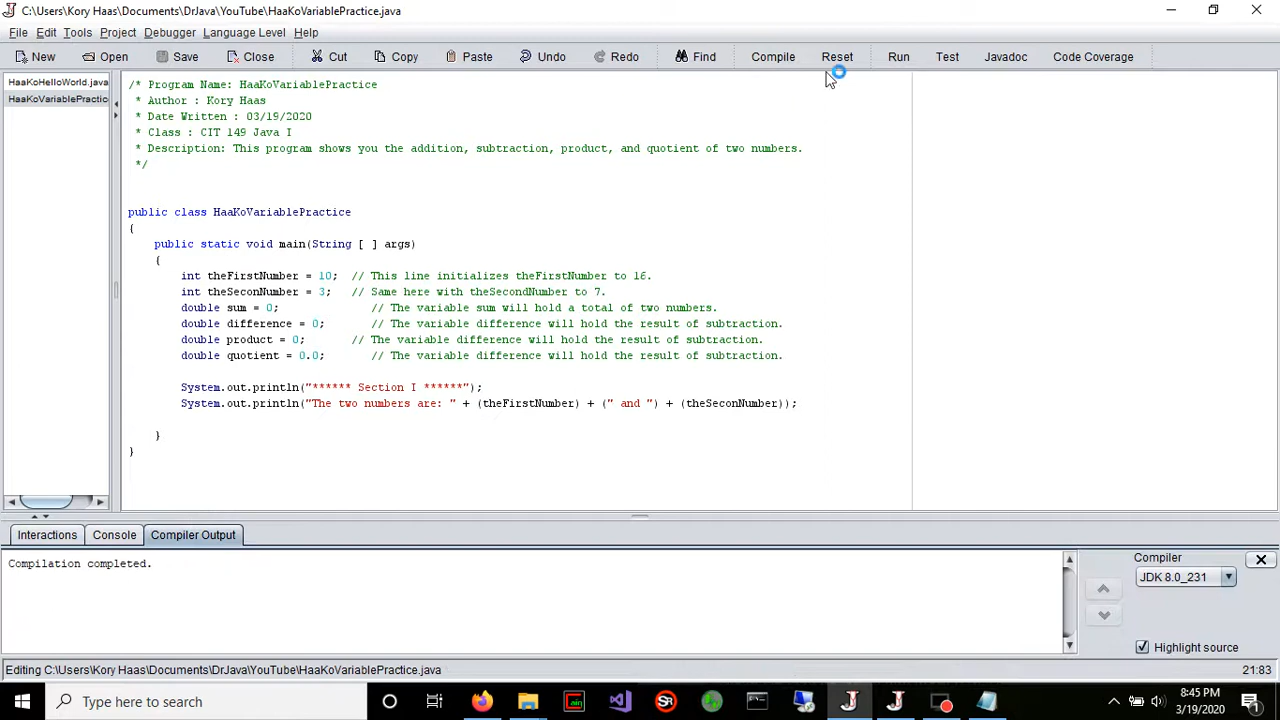 C:\Users\Kory Haas\Documents\DrJava\YouTube\HaaKoVariablePractice.java
File Edit Tools Project Debugger Language Level Help
New Open Save Close Cut Copy Paste Undo Redo Find Compile Reset Run Test Javadoc Code Coverage
HaaKoHelloWorld.java
HaaKoVariablePractic
/* Program Name: HaaKoVariablePractice
* Author : Kory Haas
* Date Written : 03/19/2020
* Class : CIT 149 Java I
* Description: This program shows you the addition, subtraction, product, and quotient of two numbers.
*/
public class HaaKoVariablePractice
{
public static void main(String [ ] args)
{
int theFirstNumber = 10; // This line initializes theFirstNumber to 16.
int theSeconNumber = 3; // Same here with theSecondNumber to 7.
double sum = 0; // The variable sum will hold a total of two numbers.
double difference = 0; // The variable difference will hold the result of subtraction.
double product = 0; // The variable difference will hold the result of subtraction.
double quotient = 0.0; // The variable difference will hold the result of subtraction.
System.out.println("****** Section I ******");
System.out.println("The two numbers are: " + (theFirstNumber) + (" and ") + (theSeconNumber));
}
}
Interactions Console Compiler Output
Compilation completed.
Compiler
JDK 8.0_231
Highlight source
Editing C:\Users\Kory Haas\Documents\DrJava\YouTube\HaaKoVariablePractice.java 21:83
Type here to search
8:45 PM
3/19/2020